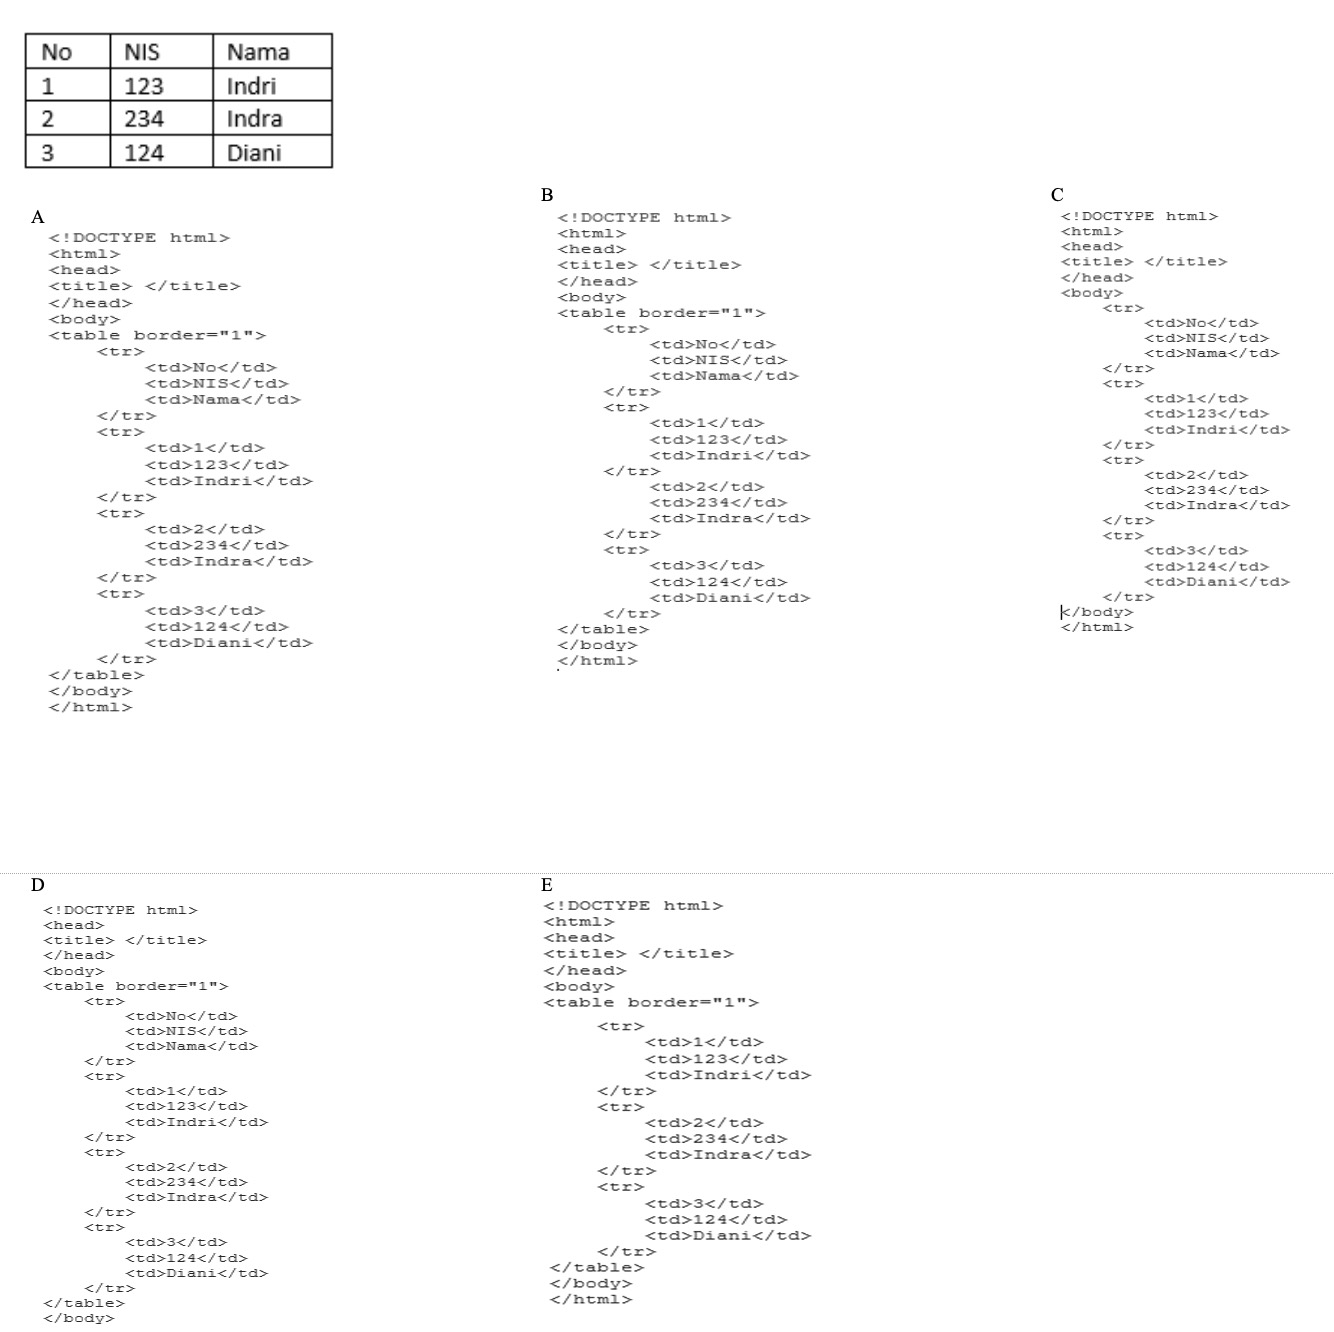 No NIS Nama
1 123 Indri
2 234 Indra
3 124 Diani
A
<!DOCTYPE html>
<html>
<head>
<title> </title>
</head>
<body>
<table border="1">
<tr>
<td>No</td>
<td>NIS</td>
<td>Nama</td>
</tr>
<tr>
<td>1</td>
<td>123</td>
<td>Indri</td>
</tr>
<tr>
<td>2</td>
<td>234</td>
<td>Indra</td>
</tr>
<tr>
<td>3</td>
<td>124</td>
<td>Diani</td>
</tr>
</table>
</body>
</html>
B
<!DOCTYPE html>
<html>
<head>
<title> </title>
</head>
<body>
<table border="1">
<tr>
<td>No</td>
<td>NIS</td>
<td>Nama</td>
</tr>
<tr>
<td>1</td>
<td>123</td>
<td>Indri</td>
</tr>
<td>2</td>
<td>234</td>
<td>Indra</td>
</tr>
<tr>
<td>3</td>
<td>124</td>
<td>Diani</td>
</tr>
</table>
</body>
</html>
C
<!DOCTYPE html>
<html>
<head>
<title> </title>
</head>
<body>
<tr>
<td>No</td>
<td>NIS</td>
<td>Nama</td>
</tr>
<tr>
<td>1</td>
<td>123</td>
<td>Indri</td>
</tr>
<tr>
<td>2</td>
<td>234</td>
<td>Indra</td>
</tr>
<tr>
<td>3</td>
<td>124</td>
<td>Diani</td>
</tr>
</body>
</html>
D
<!DOCTYPE html>
<head>
<title> </title>
</head>
<body>
<table border="1">
<tr>
<td>No</td>
<td>NIS</td>
<td>Nama</td>
</tr>
<tr>
<td>1</td>
<td>123</td>
<td>Indri</td>
</tr>
<tr>
<td>2</td>
<td>234</td>
<td>Indra</td>
</tr>
<tr>
<td>3</td>
<td>124</td>
<td>Diani</td>
</tr>
</table>
</body>
E
<!DOCTYPE html>
<html>
<head>
<title> </title>
</head>
<body>
<table border="1">
<tr>
<td>1</td>
<td>123</td>
<td>Indri</td>
</tr>
<tr>
<td>2</td>
<td>234</td>
<td>Indra</td>
</tr>
<tr>
<td>3</td>
<td>124</td>
<td>Diani</td>
</tr>
</table>
</body>
</html>